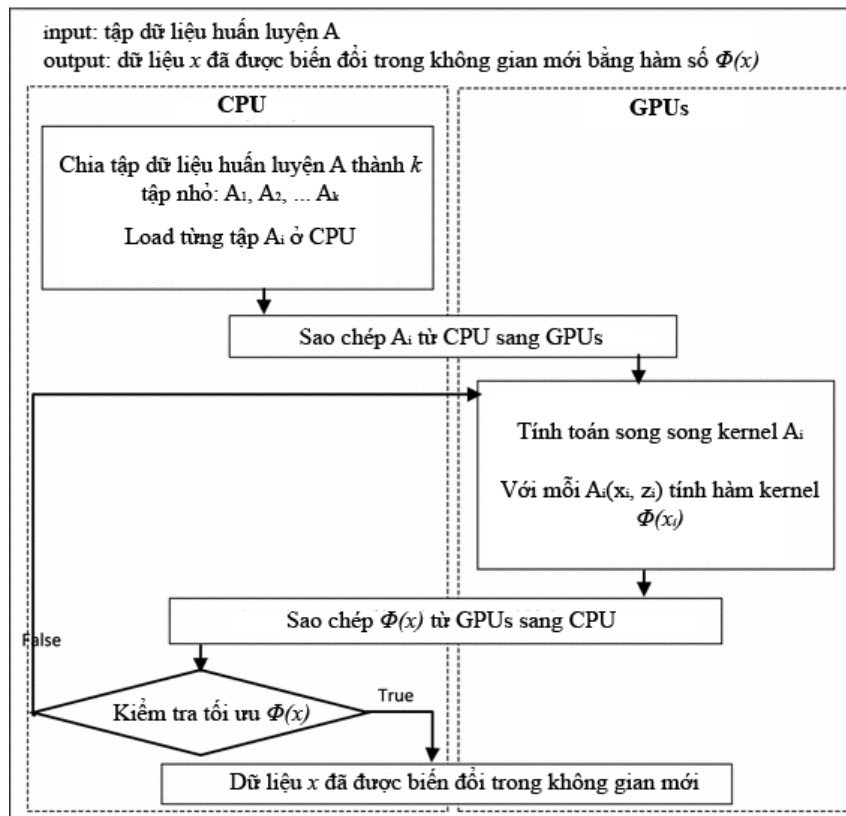 input: tập dữ liệu huấn luyện A
output: dữ liệu x đã được biến đổi trong không gian mới bằng hàm số Φ(x)
CPU
GPUs
Chia tập dữ liệu huấn luyện A thành k
tập nhỏ: A₁, A₂, ... Aₖ
Load từng tập Aᵢ ở CPU
Sao chép Aᵢ từ CPU sang GPUs
Tính toán song song kernel Aᵢ
Với mỗi Aᵢ(xᵢ, zᵢ) tính hàm kernel
Φ(xᵢ)
Sao chép Φ(x) từ GPUs sang CPU
False
Kiểm tra tối ưu Φ(x)
True
Dữ liệu x đã được biến đổi trong không gian mới